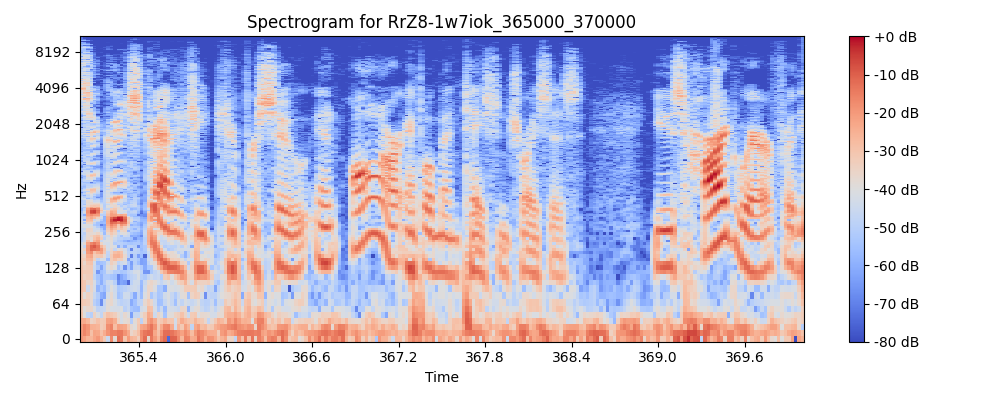 Spectrogram for RrZ8-1w7iok_365000_370000
Hz
8192
4096
2048
1024
512
256
128
64
0
365.4 366.0 366.6 367.2 367.8 368.4 369.0 369.6
Time
+0 dB
-10 dB
-20 dB
-30 dB
-40 dB
-50 dB
-60 dB
-70 dB
-80 dB